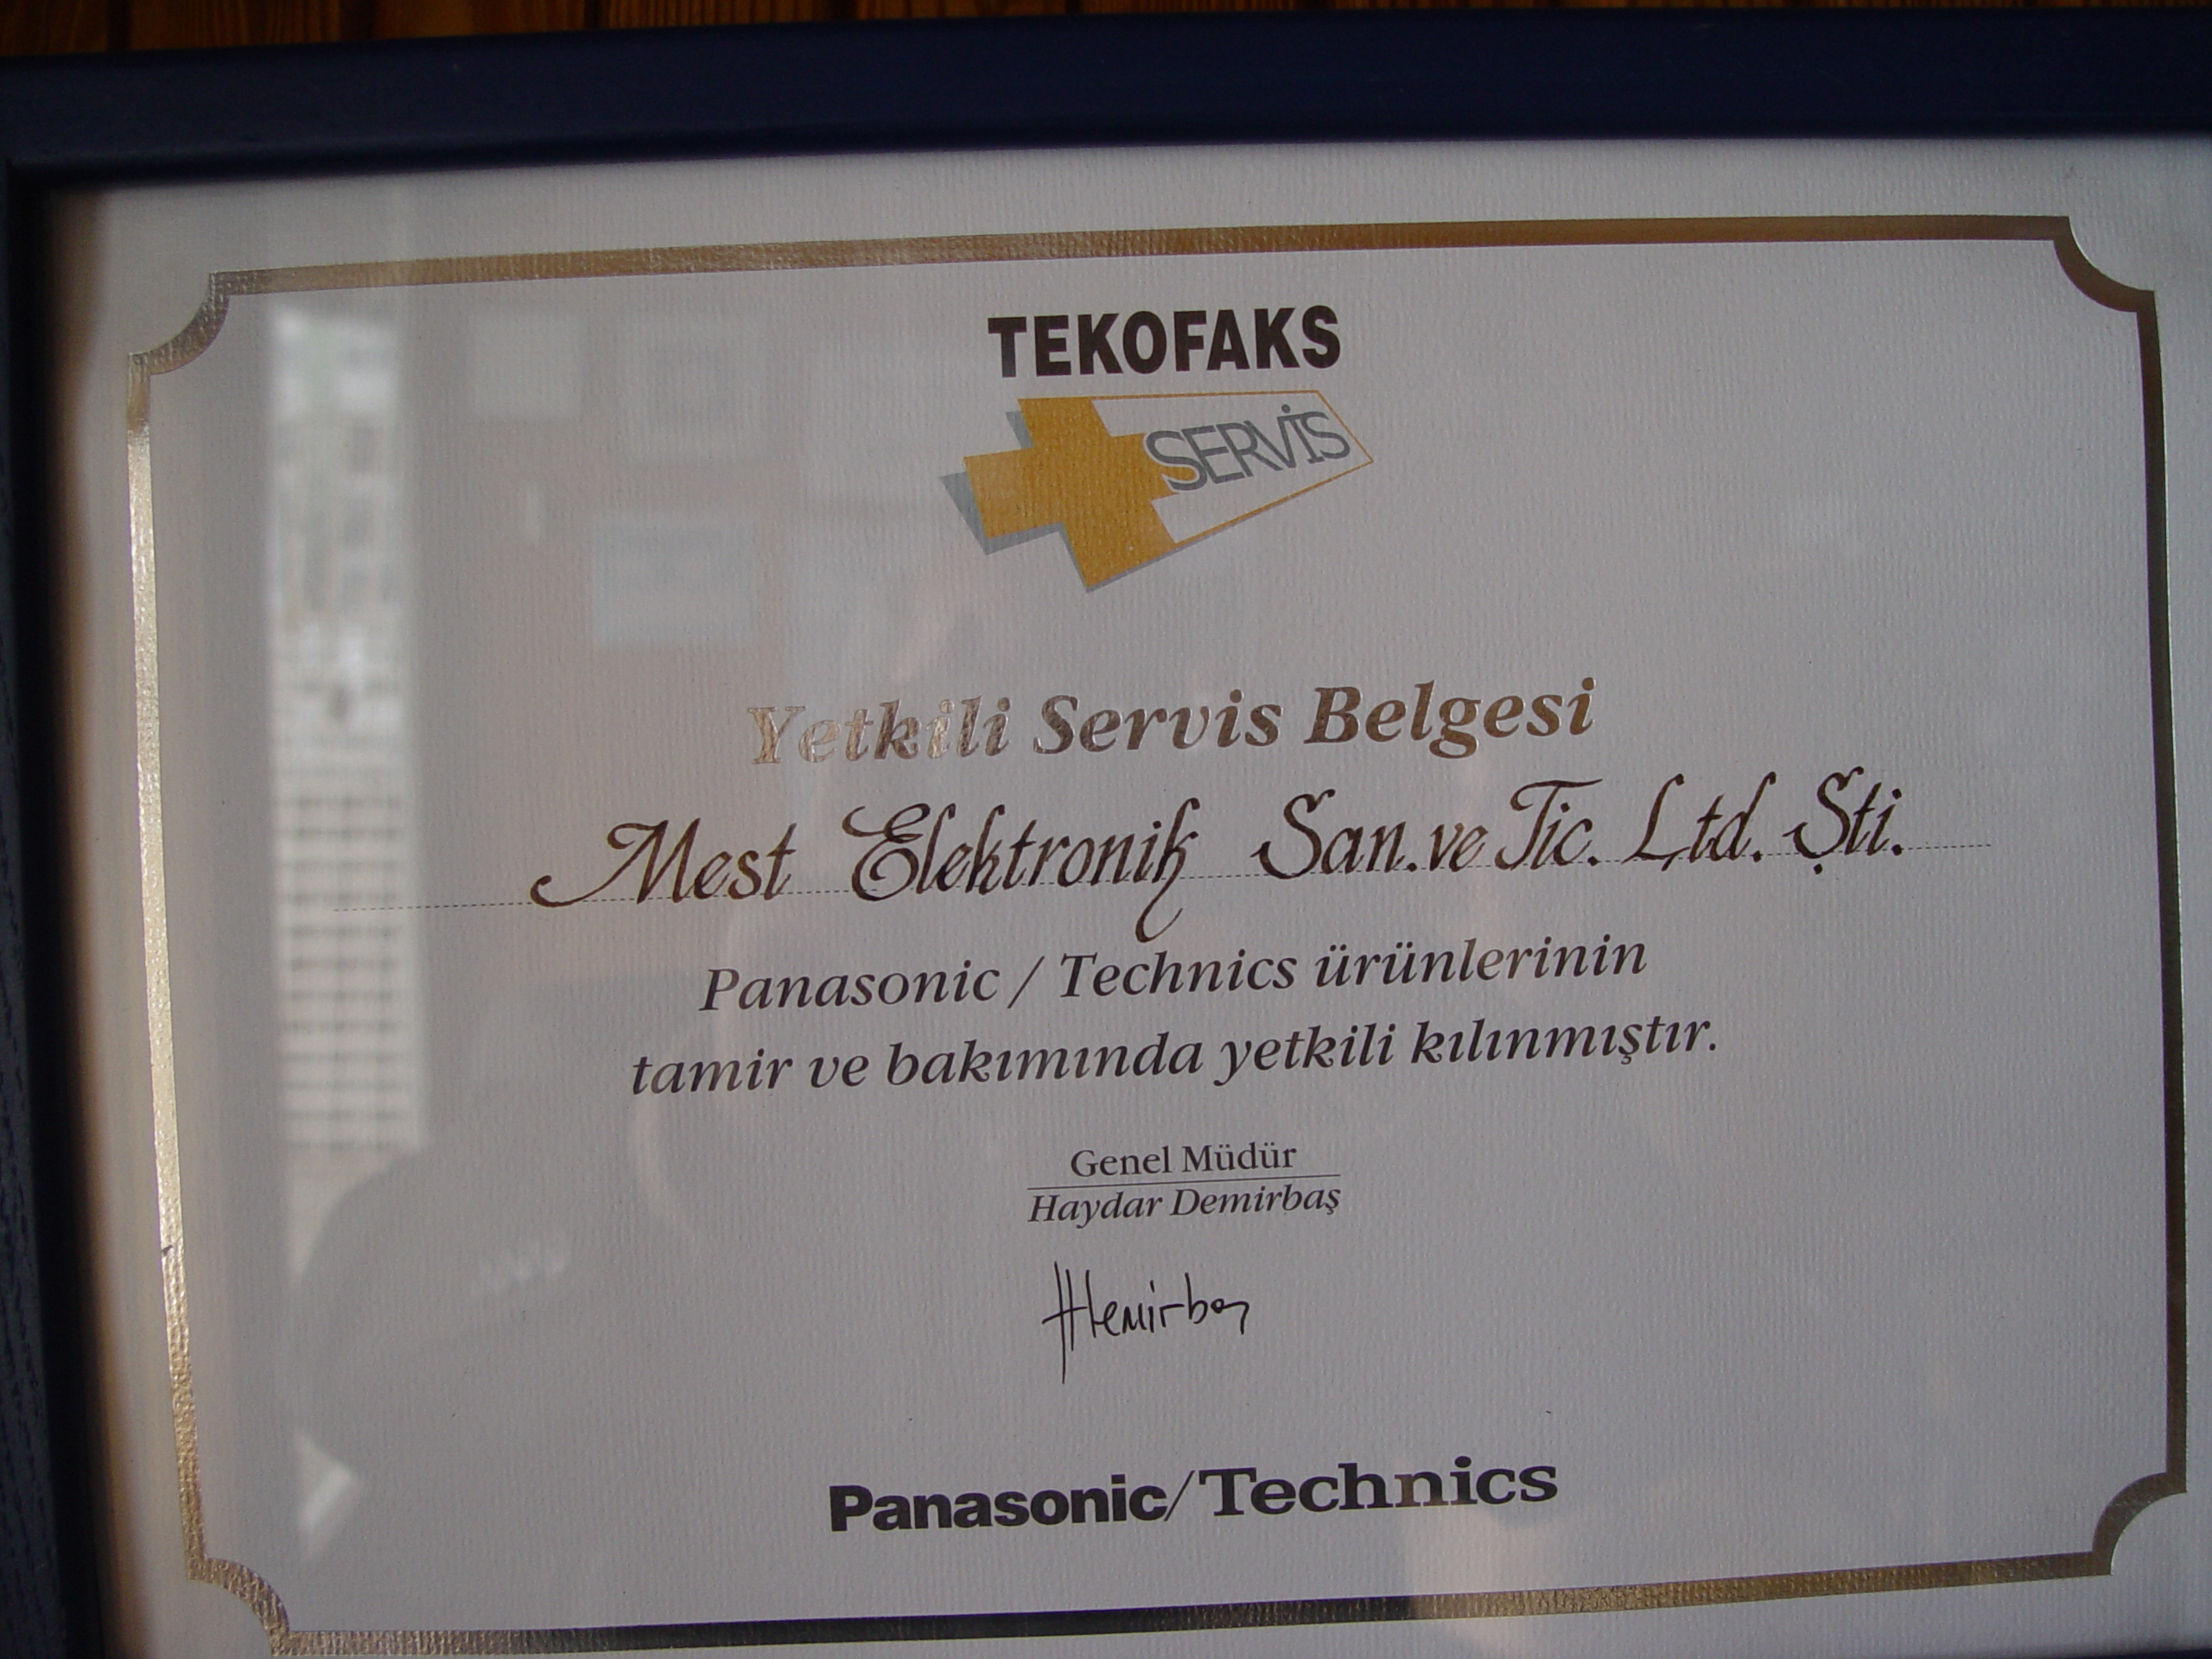 TEKOFAKS
SERVİS
Yetkili Servis Belgesi
Mest Elektronik San.ve Tic. Ltd. Şti.
Panasonic / Technics ürünlerinin
tamir ve bakımında yetkili kılınmıştır.
Genel Müdür
Haydar Demirbaş
HDemirbaş
Panasonic/Technics